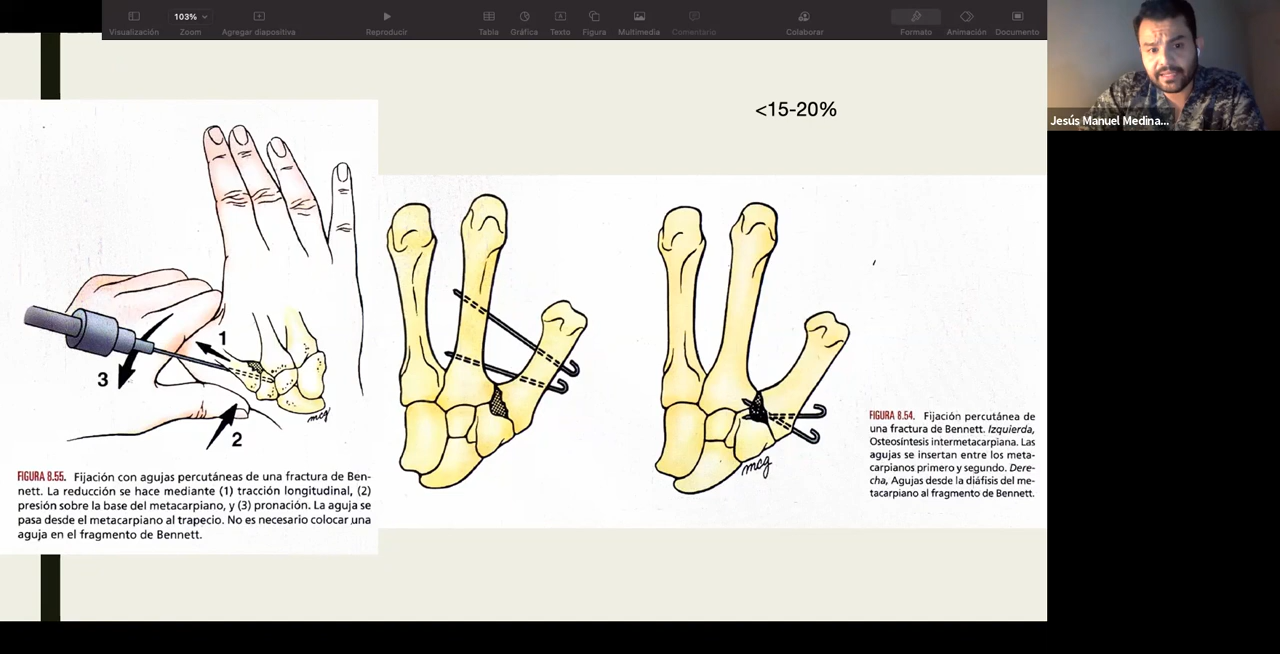 103%
Visualización Zoom Agregar diapositiva Reproducir Tabla Gráfica Texto Figura Multimedia Comentario Colaborar Formato Animación Documento
Jesús Manuel Medina...
<15-20%
1
3
2
mcg
FIGURA 8.55. Fijación con agujas percutáneas de una fractura de Ben-
nett. La reducción se hace mediante (1) tracción longitudinal, (2)
presión sobre la base del metacarpiano, y (3) pronación. La aguja se
pasa desde el metacarpiano al trapecio. No es necesario colocar una
aguja en el fragmento de Bennett.
mcg
FIGURA 8.54. Fijación percutánea de
una fractura de Bennett. Izquierda,
Osteosíntesis intermetacarpiana. Las
agujas se insertan entre los meta-
carpianos primero y segundo. Dere-
cha, Agujas desde la diáfisis del me-
tacarpiano al fragmento de Bennett.